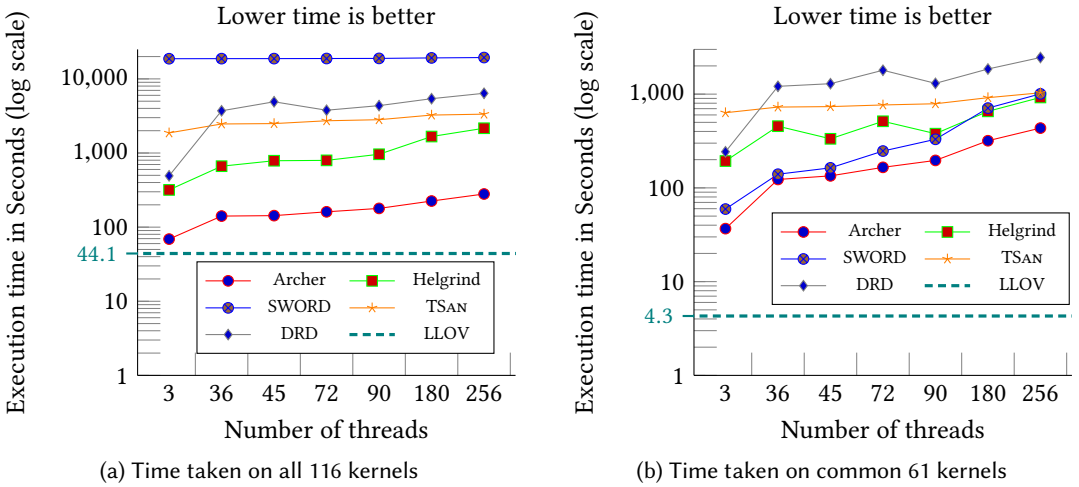 Lower time is better
Execution time in Seconds (log scale)
10,000
1,000
100
44.1
10
1
Archer
Helgrind
SWORD
TSAN
DRD
LLOV
3 36 45 72 90 180 256
Number of threads
(a) Time taken on all 116 kernels
Lower time is better
Execution time in Seconds (log scale)
1,000
100
10
4.3
1
Archer
Helgrind
SWORD
TSAN
DRD
LLOV
3 36 45 72 90 180 256
Number of threads
(b) Time taken on common 61 kernels